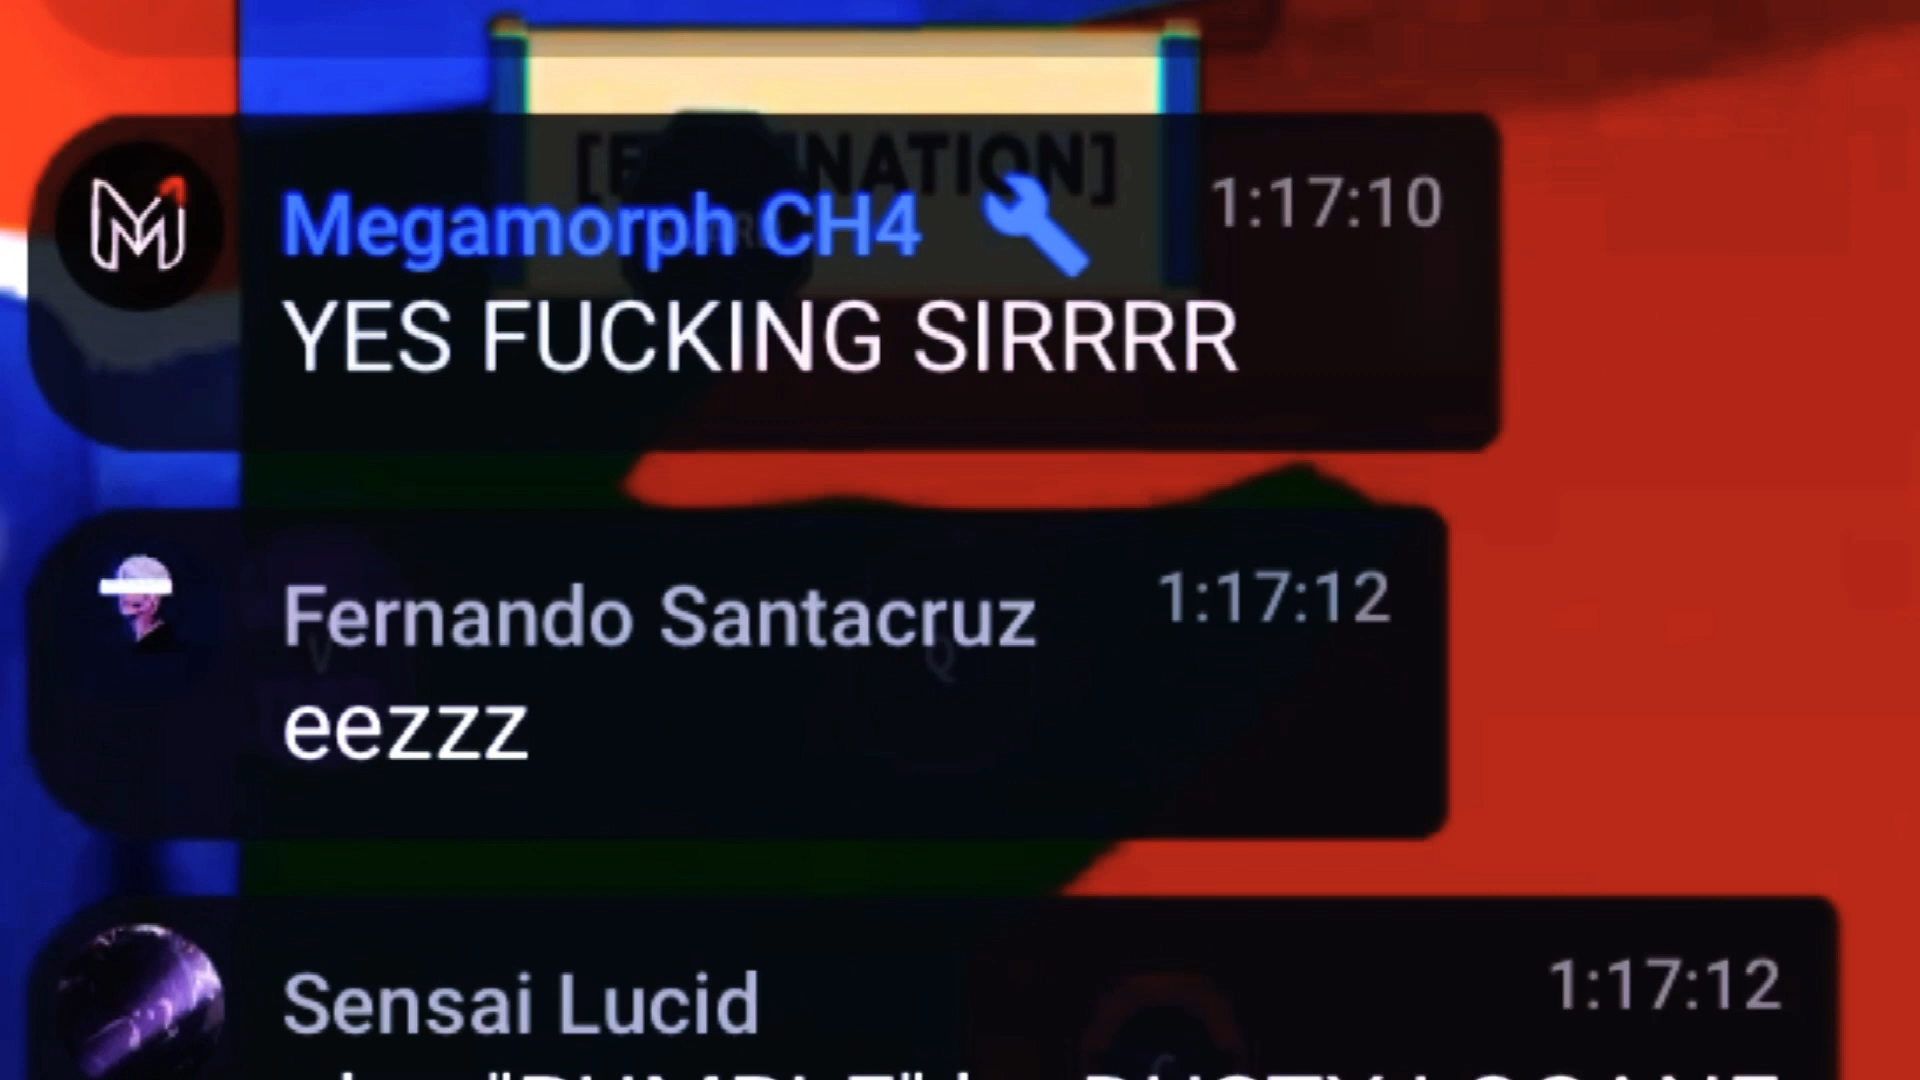 Megamorph CH4 1:17:10
YES FUCKING SIRRRR
Fernando Santacruz 1:17:12
eezzz
Sensai Lucid 1:17:12